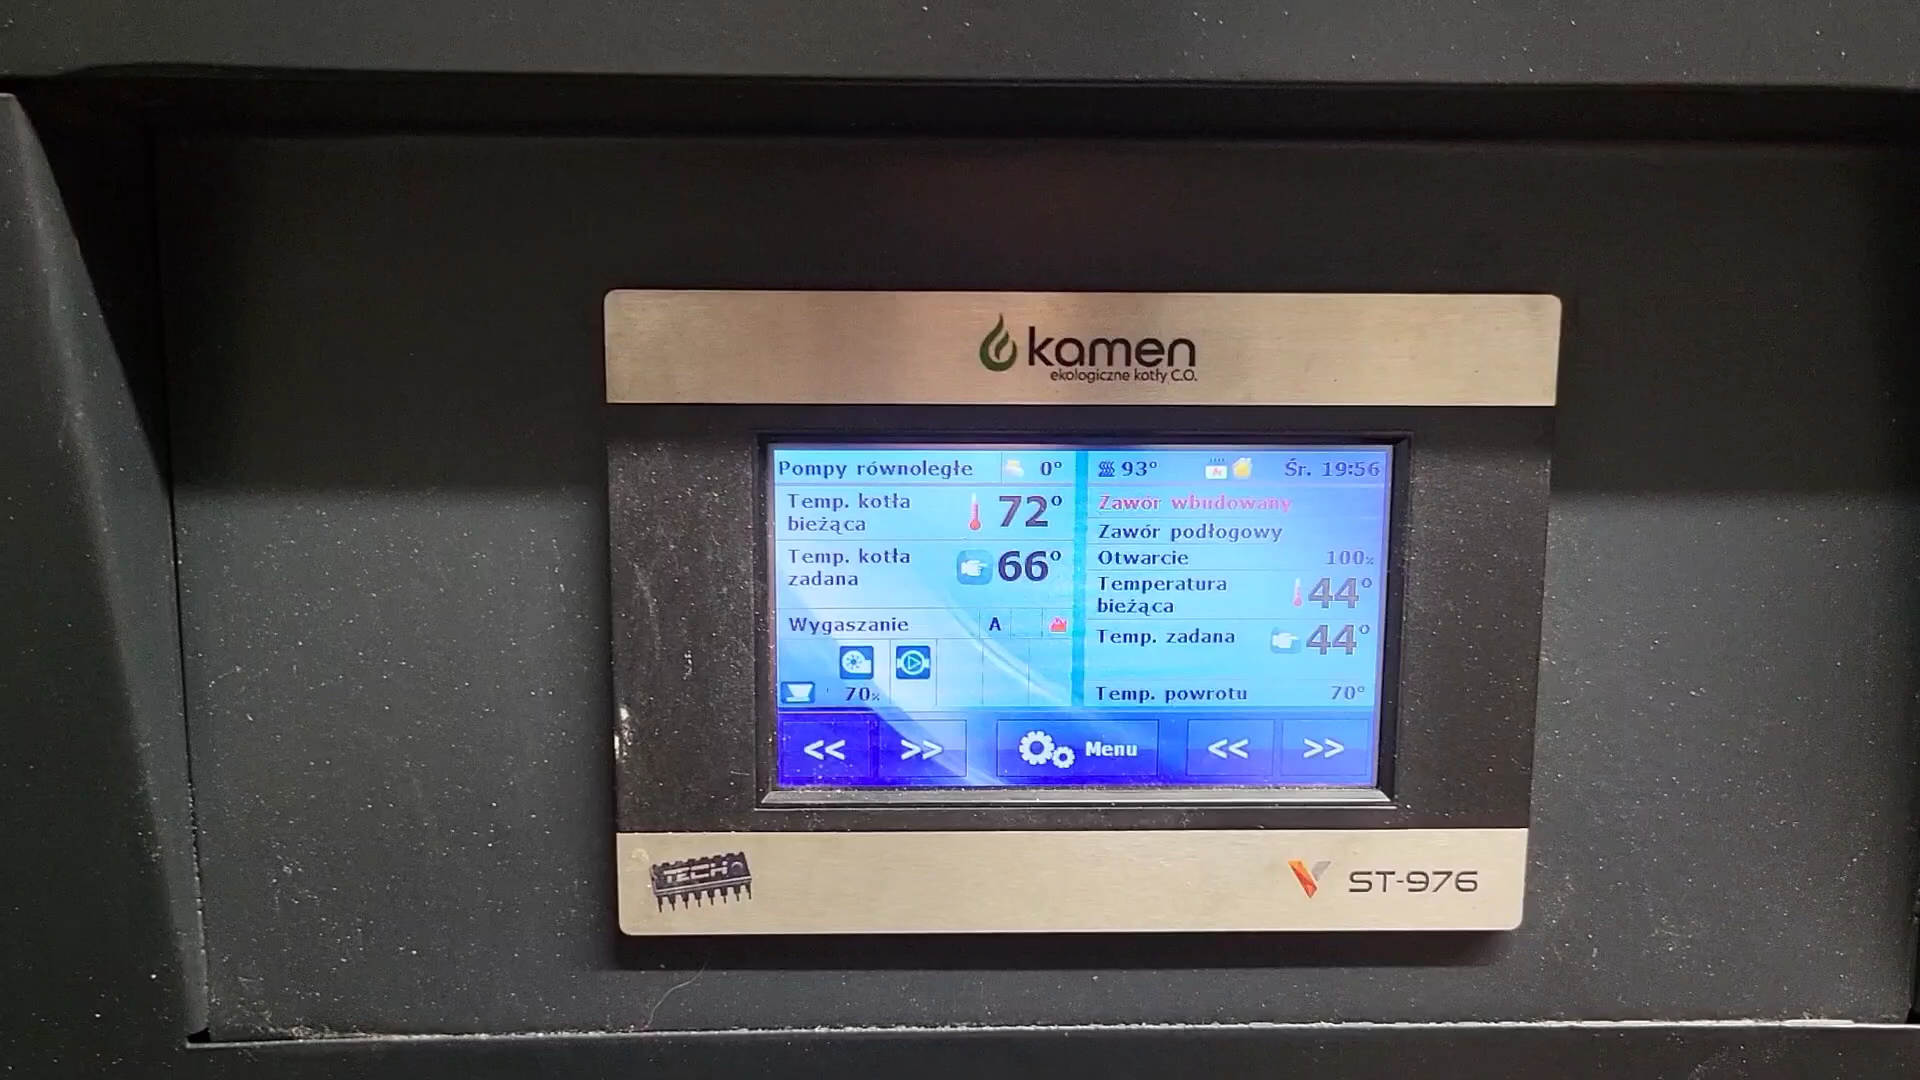 kamen
ekologiczne kotły C.O.
Pompy równoległe 0°
Temp. kotła bieżąca 72°
Temp. kotła zadana 66°
Wygaszanie A
70%
93° Śr. 19:56
Zawór wbudowany
Zawór podłogowy
Otwarcie 100%
Temperatura bieżąca 44°
Temp. zadana 44°
Temp. powrotu 70°
<< >> Menu << >>
TECH
ST-976